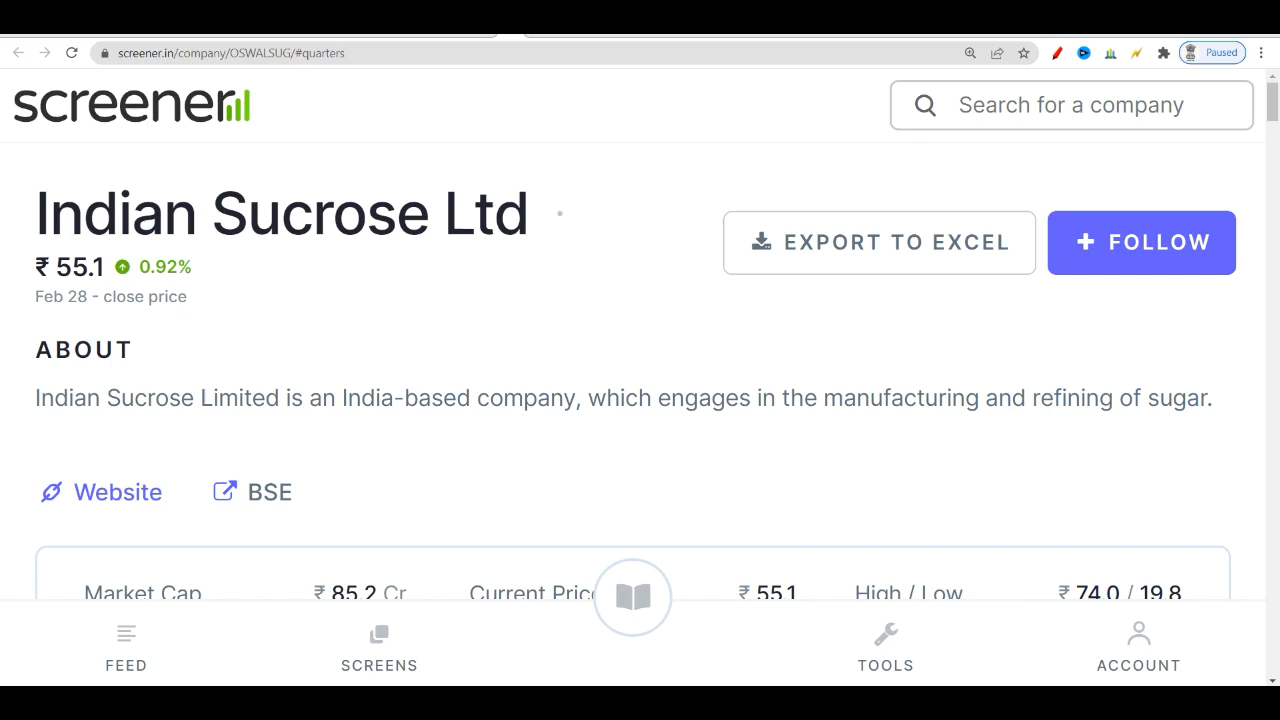 screener.in/company/OSWALSUG/#quarters
Paused
screener
Search for a company
Indian Sucrose Ltd
₹ 55.1 0.92%
Feb 28 - close price
EXPORT TO EXCEL
FOLLOW
ABOUT
Indian Sucrose Limited is an India-based company, which engages in the manufacturing and refining of sugar.
Website BSE
Market Cap ₹ 85.2 Cr Current Price ₹ 55.1 High / Low ₹ 74.0 / 19.8
FEED SCREENS TOOLS ACCOUNT